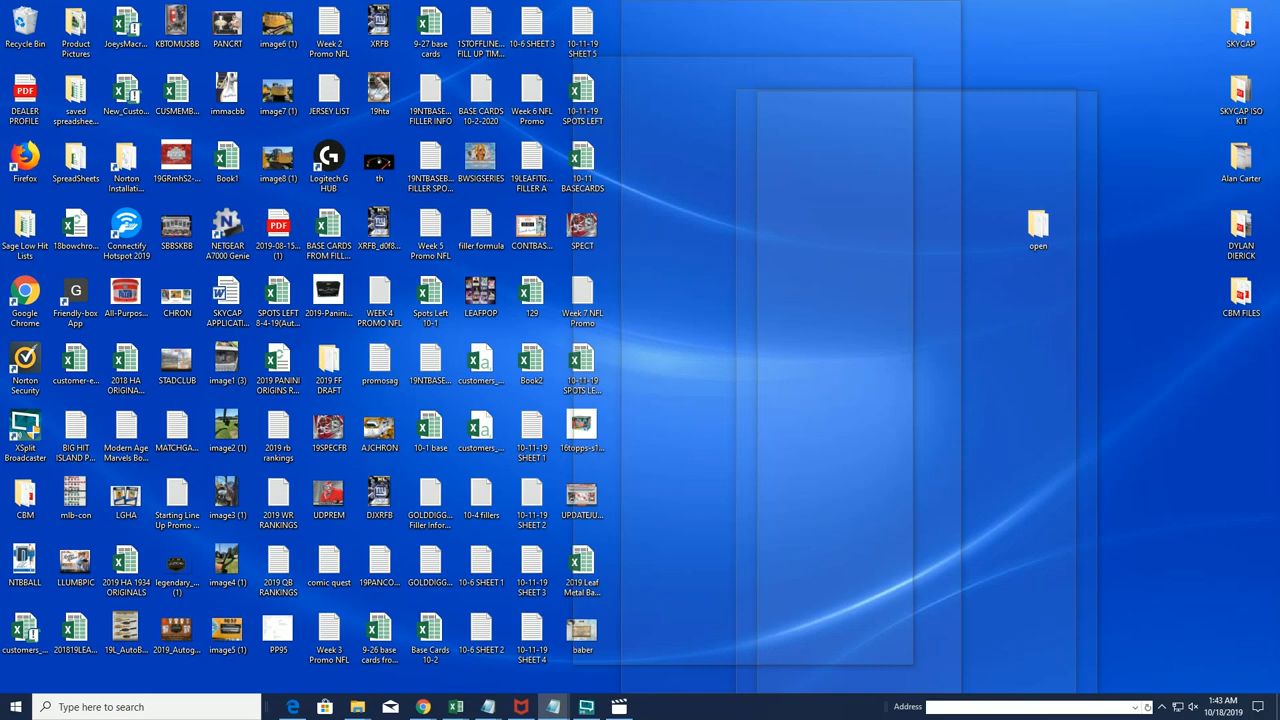 Recycle Bin
Product
Pictures
JoeysMacr...
KBTOMUSBB
PANCRT
image6 (1)
Week 2
Promo NFL
XRFB
9-27 base
cards
1STOFFLINE...
FILL UP TIM...
10-6 SHEET 3
10-11-19
SHEET 5
SKYCAP
DEALER
PROFILE
saved
spreadshee...
New_Custo...
CUSMEMB...
immacbb
image7 (1)
JERSEY LIST
19hta
19NTBASE...
FILLER INFO
BASE CARDS
10-2-2020
Week 6 NFL
Promo
10-11-19
SPOTS LEFT
SKYCAP ISO
KIT
Firefox
SpreadSheets
Norton
Installati...
19GRmhS2-...
Book1
image8 (1)
Logitech G
HUB
th
19NTBASEB...
FILLER SPO...
BWSIGSERIES
19LEAFITG...
FILLER A
10-11
BASECARDS
Alan Carter
Sage Low Hit
Lists
18bowchro...
Connectify
Hotspot 2019
SBBSKBB
NETGEAR
A7000 Genie
2019-08-15...
(1)
BASE CARDS
FROM FILL...
XRFB_d0f8...
Week 5
Promo NFL
filler formula
CONTBAS...
SPECT
open
DYLAN
DIERICK
Google
Chrome
Friendly-box
App
All-Purpos...
CHRON
SKYCAP
APPLICATI...
SPOTS LEFT
8-4-19(Aut...
2019-Panini...
WEEK 4
PROMO NFL
Spots Left
10-1
LEAFPOP
129
Week 7 NFL
Promo
CBM FILES
Norton
Security
customer-e...
2018 HA
ORIGINA...
STADCLUB
image1 (3)
2019 PANINI
ORIGINS R...
2019 FF
DRAFT
promosag
19NTBASE...
customers_...
Book2
10-11-19
SPOTS LE...
XSplit
Broadcaster
BIG HIT
ISLAND P...
Modern Age
Marvels Bo...
MATCHGA...
image2 (1)
2019 rb
rankings
19SPECFB
AJCHRON
10-1 base
customers_...
10-11-19
SHEET 1
16topps-s1...
CBM
mlb-con
LGHA
Starting Line
Up Promo ...
image3 (1)
2019 WR
RANKINGS
UDPREM
DJXRFB
GOLDDIGG...
Filler Infor...
10-4 fillers
10-11-19
SHEET 2
UPDATEJU...
NTBBALL
LLUMBPIC
2019 HA 1934
ORIGINALS
legendary_...
(1)
image4 (1)
2019 QB
RANKINGS
comic quest
19PANCO...
GOLDDIGG...
10-6 SHEET 1
10-11-19
SHEET 3
2019 Leaf
Metal Ba...
customers_...
201819LEA...
19L_AutoB...
2019_Autog...
image5 (1)
PP95
Week 3
Promo NFL
9-26 base
cards fro...
Base Cards
10-2
10-6 SHEET 2
10-11-19
SHEET 4
baber
Type here to search
Address
1:43 AM
10/18/2019